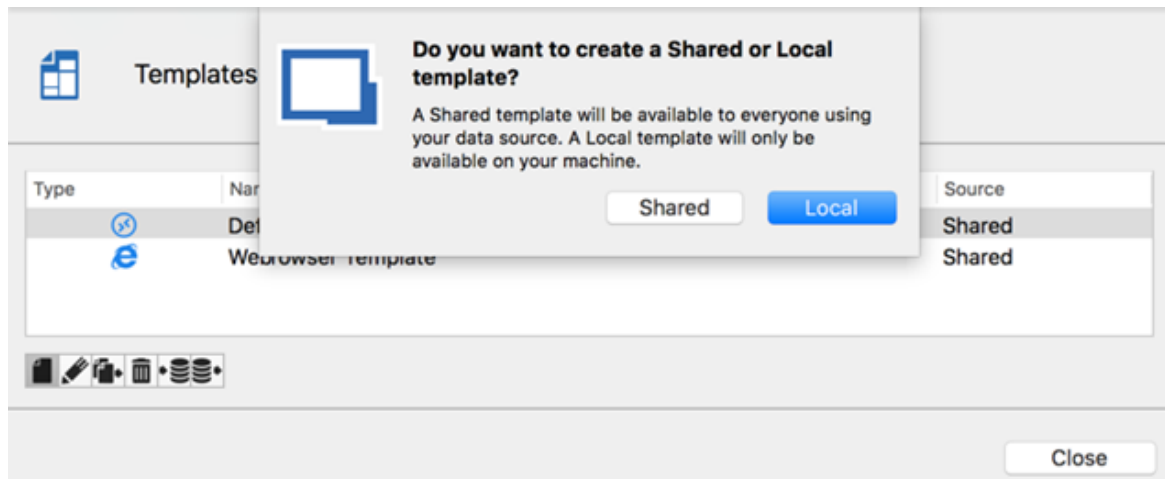 Templates
Do you want to create a Shared or Local
template?
A Shared template will be available to everyone using
your data source. A Local template will only be
available on your machine.
Shared Local
Type Source
Shared
Template Shared
Close